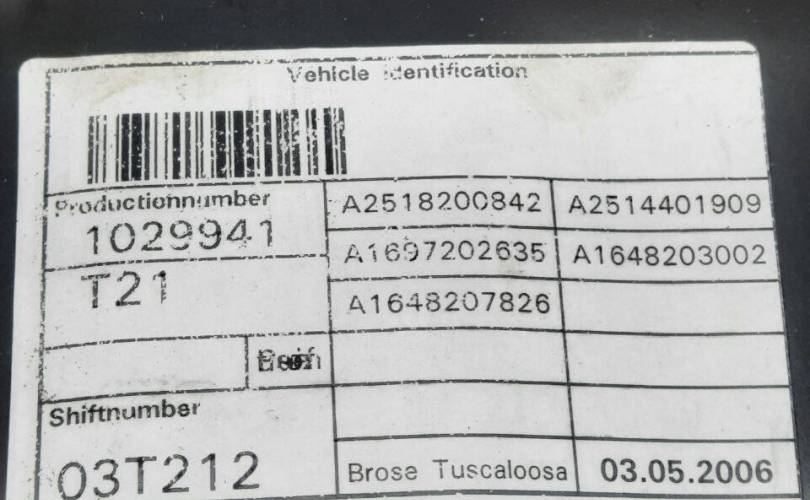 Vehicle Identification
Productionnumber
1029941
T21
A2518200842 A2514401909
A1697202635 A1648203002
A1648207826
Shiftnumber
03T212
Brose Tuscaloosa 03.05.2006